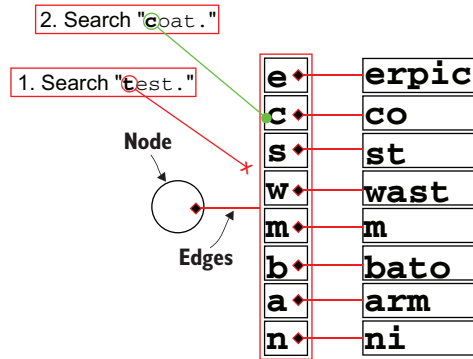 2. Search "coat."
1. Search "test."
Node
Edges
e erpic
c co
s st
w wast
m m
b bato
a arm
n ni